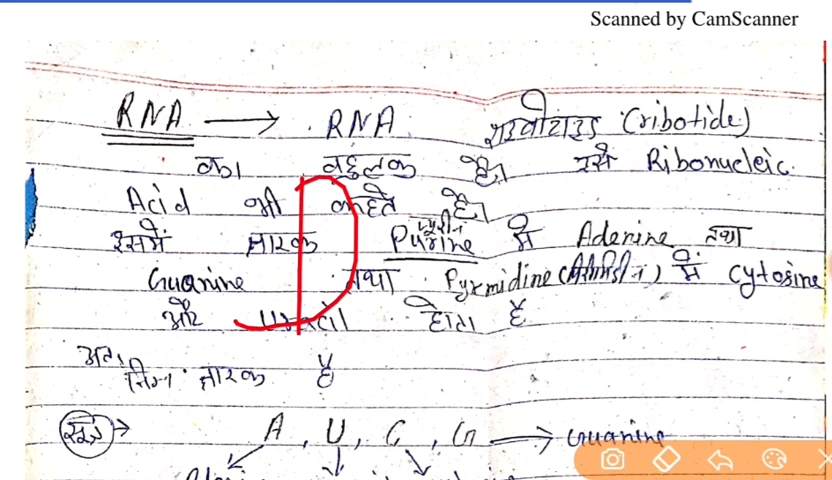 Scanned by CamScanner
RNA → RNA राइबोटाइड (ribotide)
का बहुलक है। इसे Ribonucleic
Acid भी कहते है।
इसमें क्षारक Purine प्यूरीन में Adenine तथा
Guanine तथा Pyrmidine ( ) में Cytosine
और होता है
अतः क्षारक है
→ A, U, C, G → Guanine